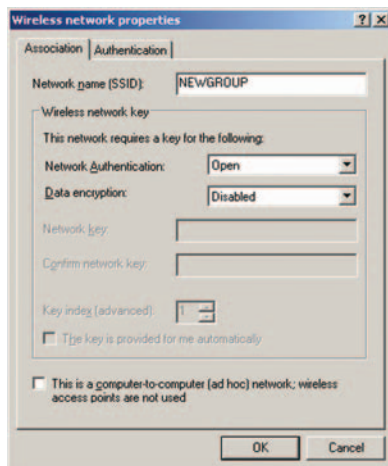 Wireless network properties
Association Authentication
Network name (SSID): NEWGROUP
Wireless network key
This network requires a key for the following:
Network Authentication: Open
Data encryption: Disabled
Network key:
Confirm network key:
Key index (advanced): 1
The key is provided for me automatically
This is a computer-to-computer (ad hoc) network; wireless
access points are not used
OK Cancel